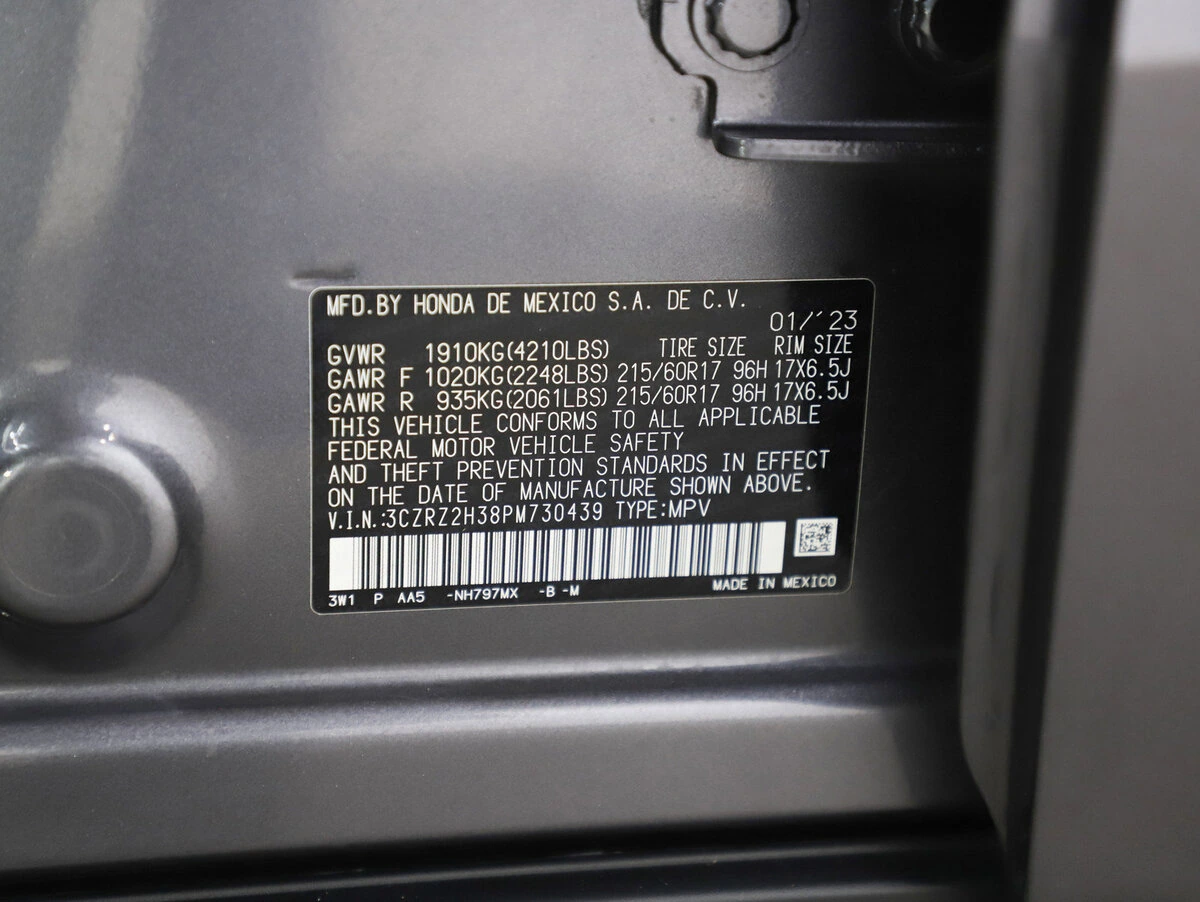 MFD.BY HONDA DE MEXICO S.A. DE C.V.
01/´23
GVWR 1910KG(4210LBS) TIRE SIZE RIM SIZE
GAWR F 1020KG(2248LBS) 215/60R17 96H 17X6.5J
GAWR R 935KG(2061LBS) 215/60R17 96H 17X6.5J
THIS VEHICLE CONFORMS TO ALL APPLICABLE
FEDERAL MOTOR VEHICLE SAFETY
AND THEFT PREVENTION STANDARDS IN EFFECT
ON THE DATE OF MANUFACTURE SHOWN ABOVE.
V.I.N.:3CZRZ2H38PM730439 TYPE:MPV
3W1 P AA5 -NH797MX -B -M MADE IN MEXICO